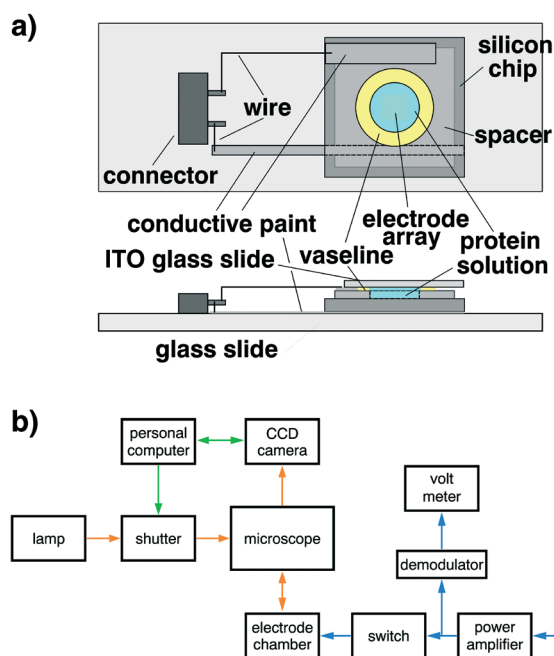 a)
silicon
chip
wire
spacer
connector
conductive paint
electrode
array
protein
solution
ITO glass slide
vaseline
glass slide
b)
personal
computer
CCD
camera
volt
meter
lamp
shutter
microscope
demodulator
electrode
chamber
switch
power
amplifier